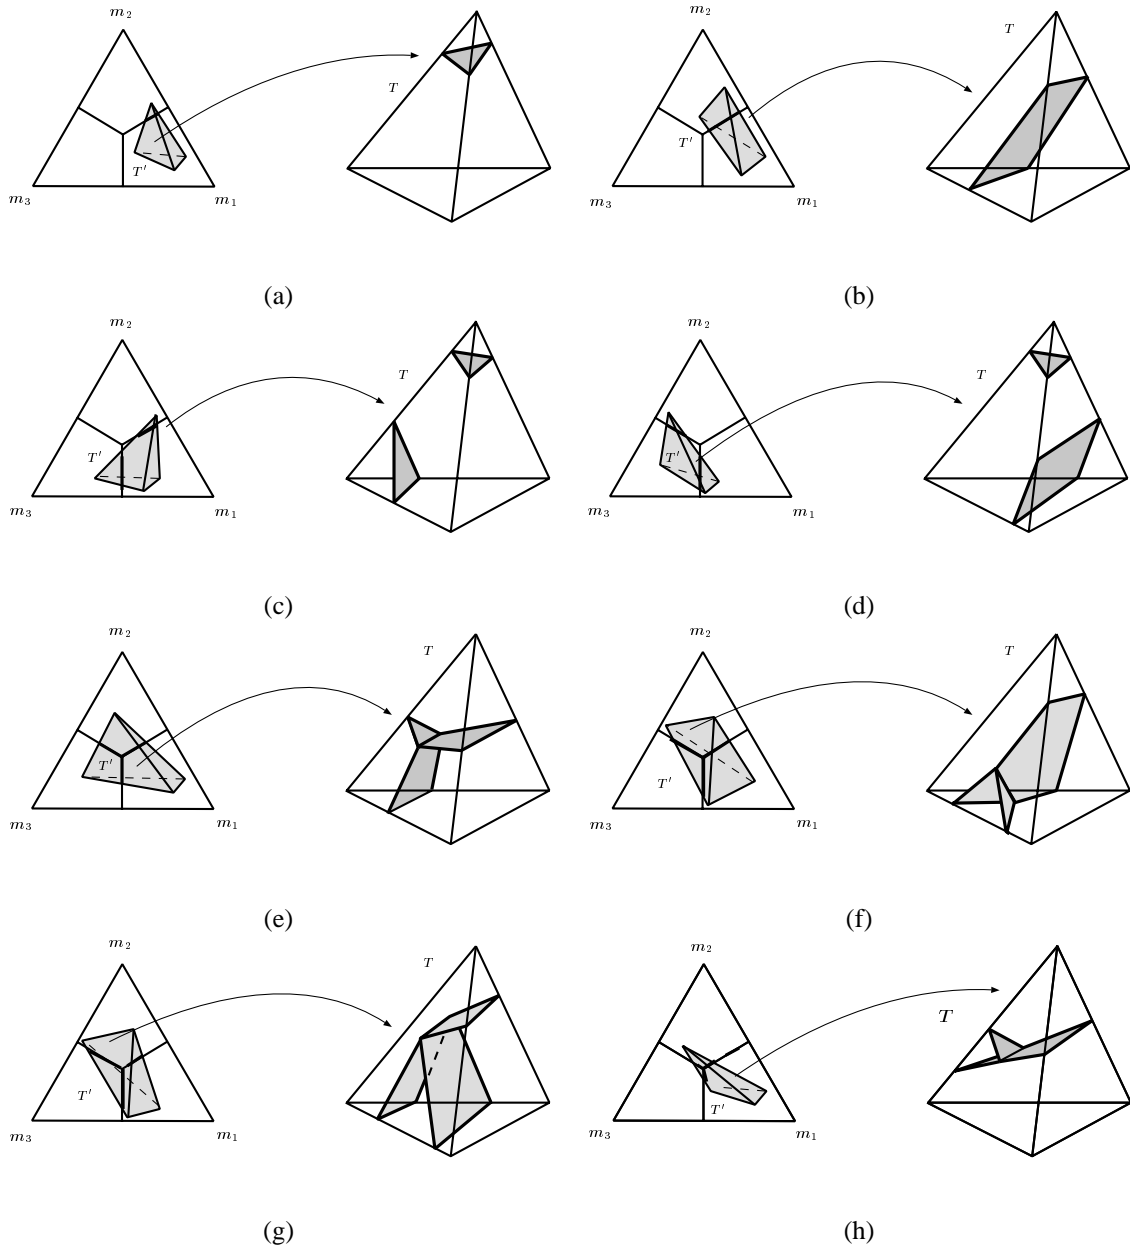 m₂ m₂
T T
T′ T′
m₃ m₁ m₃ m₁
(a) (b)
m₂ m₂
T T
T′ T′
m₃ m₁ m₃ m₁
(c) (d)
m₂ m₂
T T
T′ T′
m₃ m₁ m₃ m₁
(e) (f)
m₂ m₂
T T
T′ T′
m₃ m₁ m₃ m₁
(g) (h)